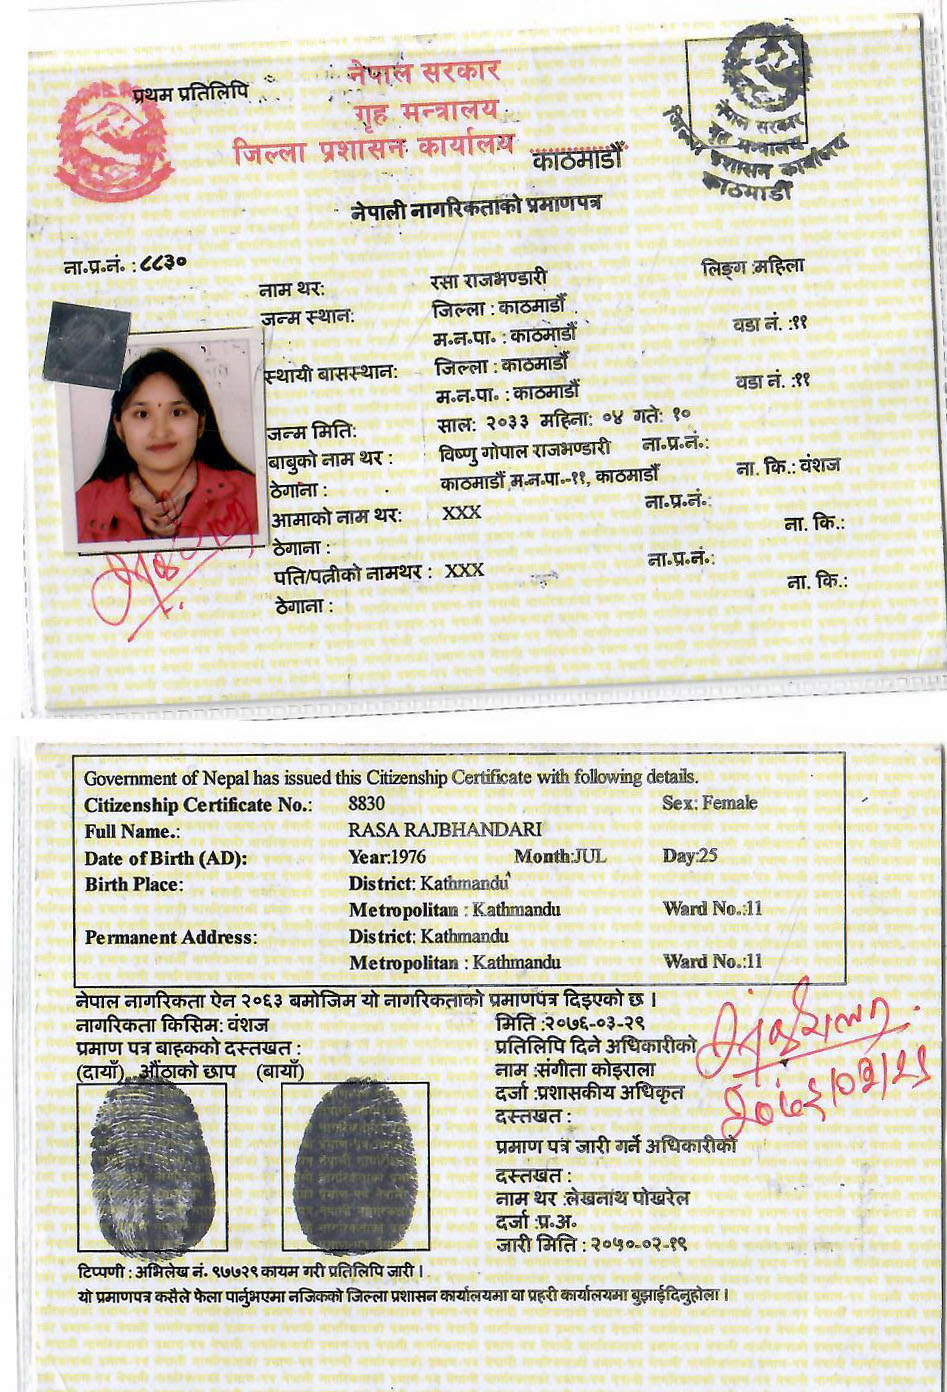 प्रथम प्रतिलिपि
नेपाल सरकार
गृह मन्त्रालय
जिल्ला प्रशासन कार्यालय काठमाडौं
नेपाल सरकार
गृह मन्त्रालय
जिल्ला प्रशासन कार्यालय
काठमाडौं
नेपाली नागरिकताको प्रमाणपत्र
ना.प्र.नं. : ८८३०
नाम थर: रसा राजभण्डारी लिङ्ग :महिला
जन्म स्थान: जिल्ला : काठमाडौं
म.न.पा. : काठमाडौं वडा नं. :११
स्थायी बासस्थान: जिल्ला : काठमाडौं
म.न.पा. : काठमाडौं वडा नं. :११
जन्म मिति: साल: २०३३ महिना: ०४ गते: १०
बाबुको नाम थर : विष्णु गोपाल राजभण्डारी ना.प्र.नं.:
ठेगाना : काठमाडौं म.न.पा.-११, काठमाडौं ना. कि.: वंशज
आमाको नाम थर: XXX ना.प्र.नं.:
ठेगाना : ना. कि.:
पति/पत्नीको नामथर : XXX ना.प्र.नं.:
ठेगाना : ना. कि.:
Government of Nepal has issued this Citizenship Certificate with following details.
Citizenship Certificate No.: 8830 Sex: Female
Full Name.: RASA RAJBHANDARI
Date of Birth (AD): Year:1976 Month:JUL Day:25
Birth Place: District: Kathmandu
Metropolitan : Kathmandu Ward No.:11
Permanent Address: District: Kathmandu
Metropolitan : Kathmandu Ward No.:11
नेपाल नागरिकता ऐन २०६३ बमोजिम यो नागरिकताको प्रमाणपत्र दिइएको छ ।
नागरिकता किसिम: वंशज
प्रमाण पत्र बाहकको दस्तखत :
(दायाँ) औंठाको छाप (बायाँ)
मिति :२०७६-०३-२९
प्रतिलिपि दिने अधिकारीको
नाम :संगीता कोइराला
दर्जा :प्रशासकीय अधिकृत
दस्तखत :
प्रमाण पत्र जारी गर्ने अधिकारीको
दस्तखत :
नाम थर :लेखनाथ पोखरेल
दर्जा :प्र.अ.
जारी मिति : २०५०-०२-१९
टिप्पणी : अभिलेख नं. ९७७२९ कायम गरी प्रतिलिपि जारी ।
यो प्रमाणपत्र कसैले फेला पार्नुभएमा नजिकको जिल्ला प्रशासन कार्यालयमा वा प्रहरी कार्यालयमा बुझाईदिनुहोला ।